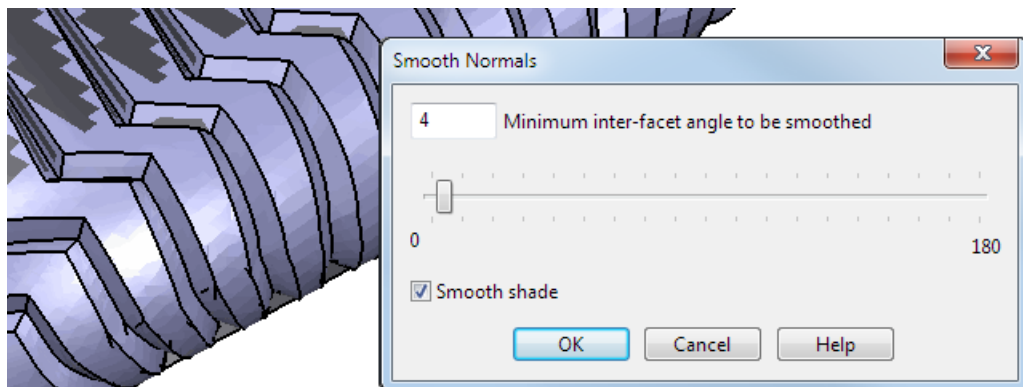 Smooth Normals
4 Minimum inter-facet angle to be smoothed
0 180
Smooth shade
OK Cancel Help